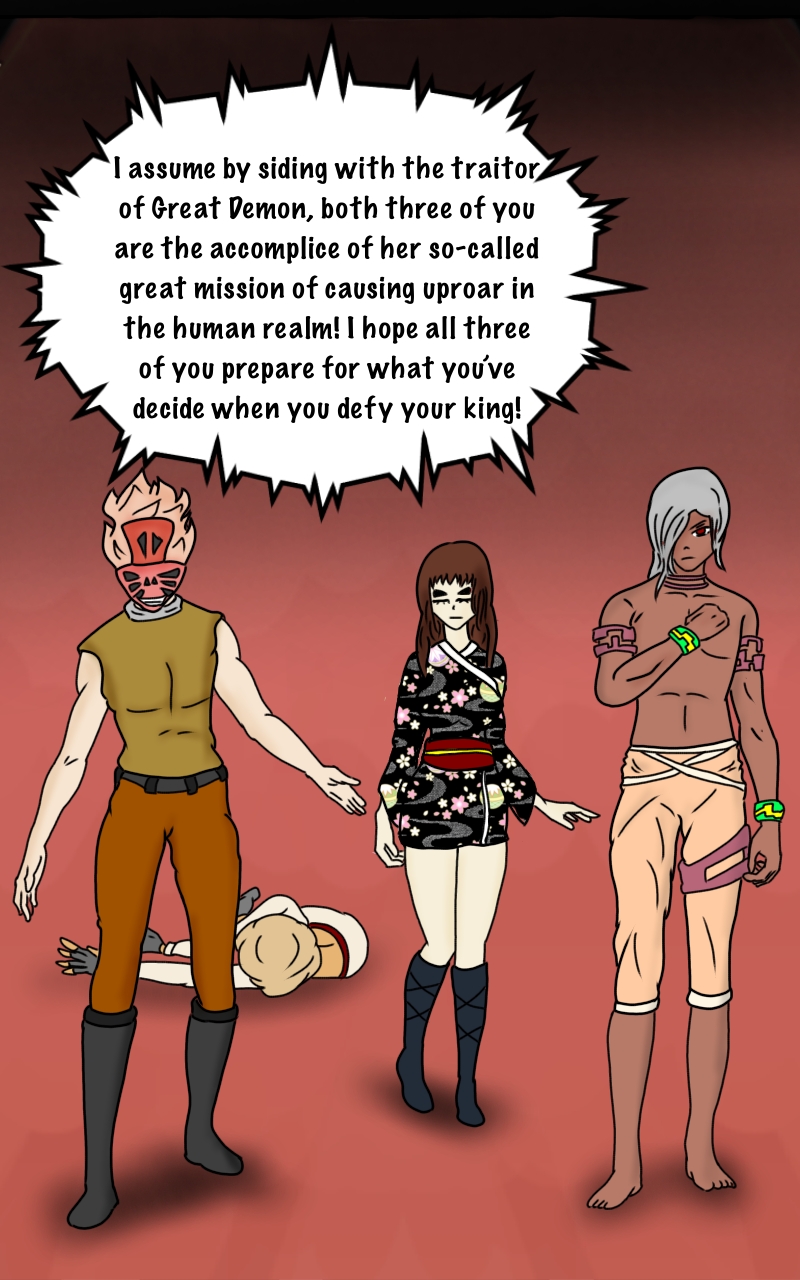 I assume by siding with the traitor
of Great Demon, both three of you
are the accomplice of her so-called
great mission of causing uproar in
the human realm! I hope all three
of you prepare for what you've
decide when you defy your king!